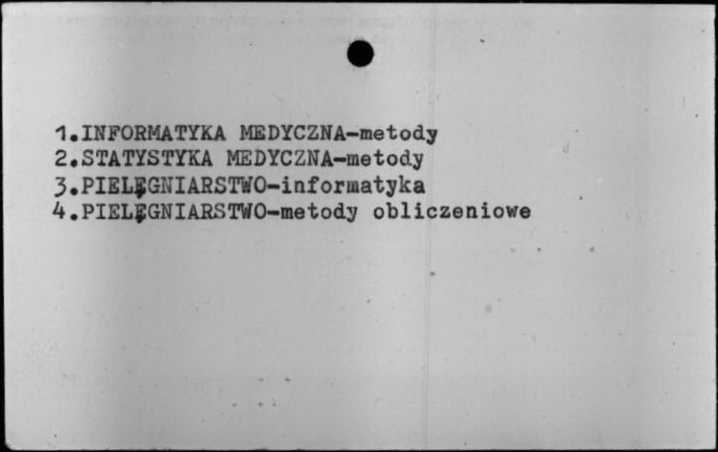 1.INFORMATYKA MEDYCZNA-metody
2.STATYSTYKA MEDYCZNA-metody
3.PIELĘGNIARSTWO-informatyka
4.PIELĘGNIARSTWO-metody obliczeniowe